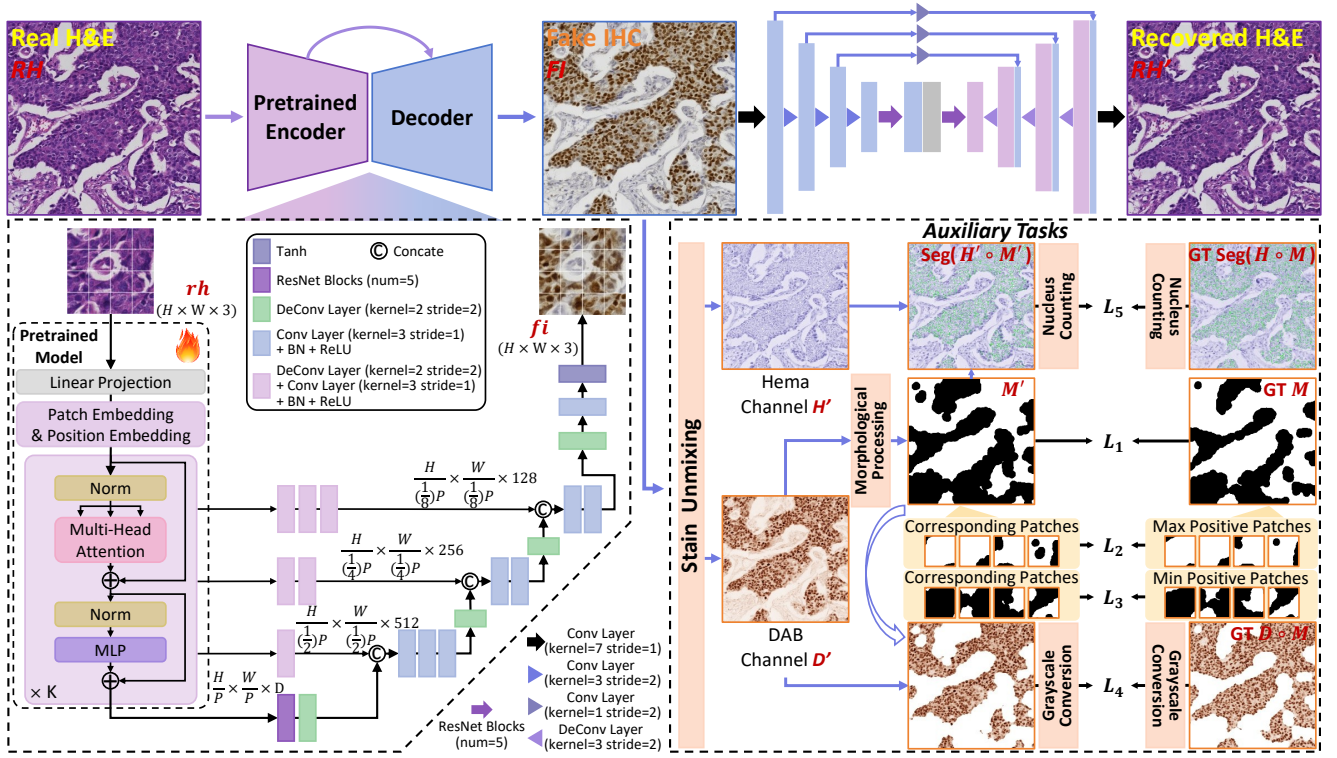 Real H&E
RH
Pretrained
Encoder
Decoder
Fake IHC
FI
Recovered H&E
RH′
rh
(H × W × 3)
Pretrained
Model
Linear Projection
Patch Embedding
& Position Embedding
Norm
Multi-Head
Attention
Norm
MLP
× K
Tanh
© Concate
ResNet Blocks (num=5)
DeConv Layer (kernel=2 stride=2)
Conv Layer (kernel=3 stride=1)
+ BN + ReLU
DeConv Layer (kernel=2 stride=2)
+ Conv Layer (kernel=3 stride=1)
+ BN + ReLU
fi
(H × W × 3)
H/(1/8)P × W/(1/8)P × 128
C
H/(1/4)P × W/(1/4)P × 256
C
H/(1/2)P × W/(1/2)P × 512
C
H/P × W/P × D
Conv Layer
(kernel=7 stride=1)
Conv Layer
(kernel=3 stride=2)
Conv Layer
(kernel=1 stride=2)
DeConv Layer
(kernel=3 stride=2)
ResNet Blocks
(num=5)
Auxiliary Tasks
Stain Unmixing
Hema
Channel H′
Seg(H′ ∘ M′)
Nucleus
Counting
L5
Nucleus
Counting
GT Seg(H ∘ M)
Morphological
Processing
M′
L1
GT M
DAB
Channel D′
Corresponding Patches
L2
Max Positive Patches
Corresponding Patches
L3
Min Positive Patches
Grayscale
Conversion
L4
Grayscale
Conversion
GT D ∘ M